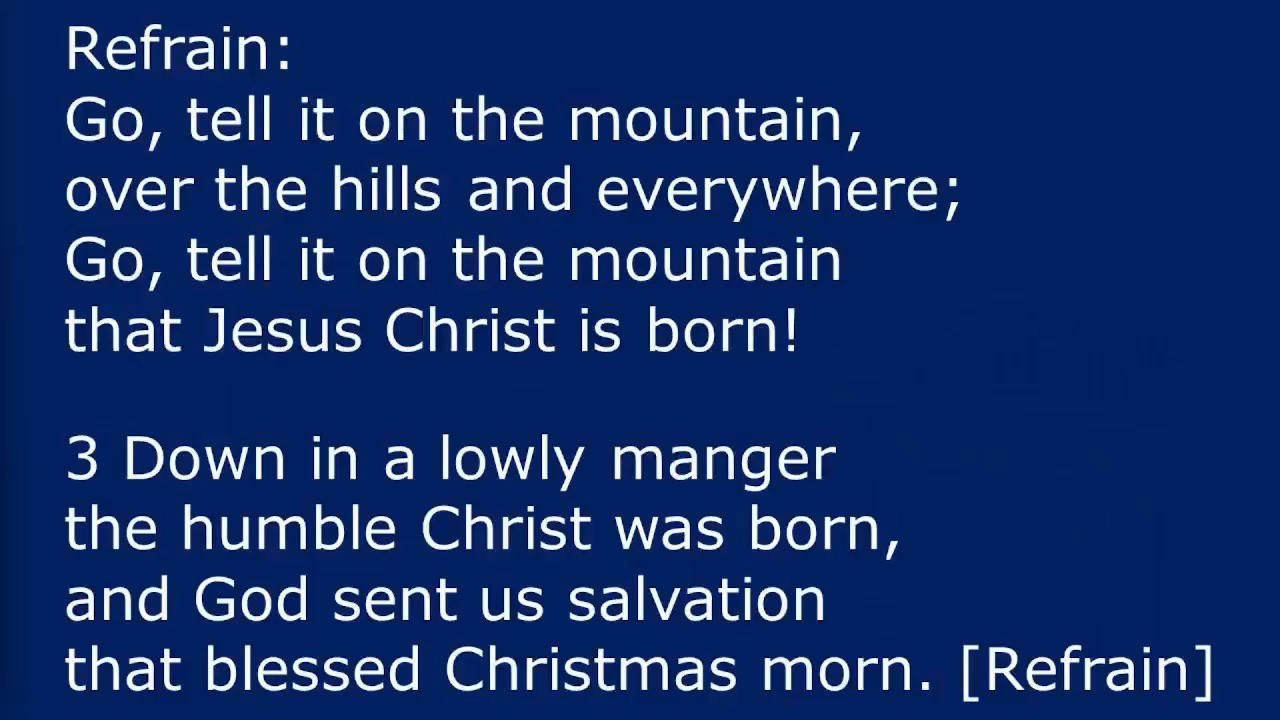 Refrain:
Go, tell it on the mountain,
over the hills and everywhere;
Go, tell it on the mountain
that Jesus Christ is born!
3 Down in a lowly manger
the humble Christ was born,
and God sent us salvation
that blessed Christmas morn. [Refrain]